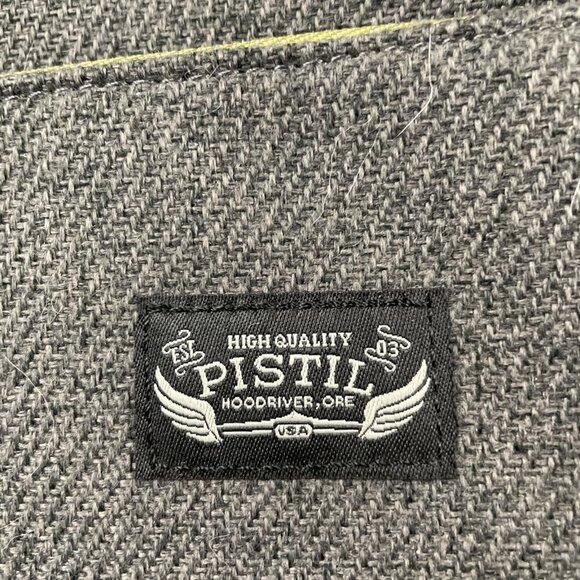 HIGH QUALITY
EST. 03
PISTIL
HOODRIVER, ORE
USA